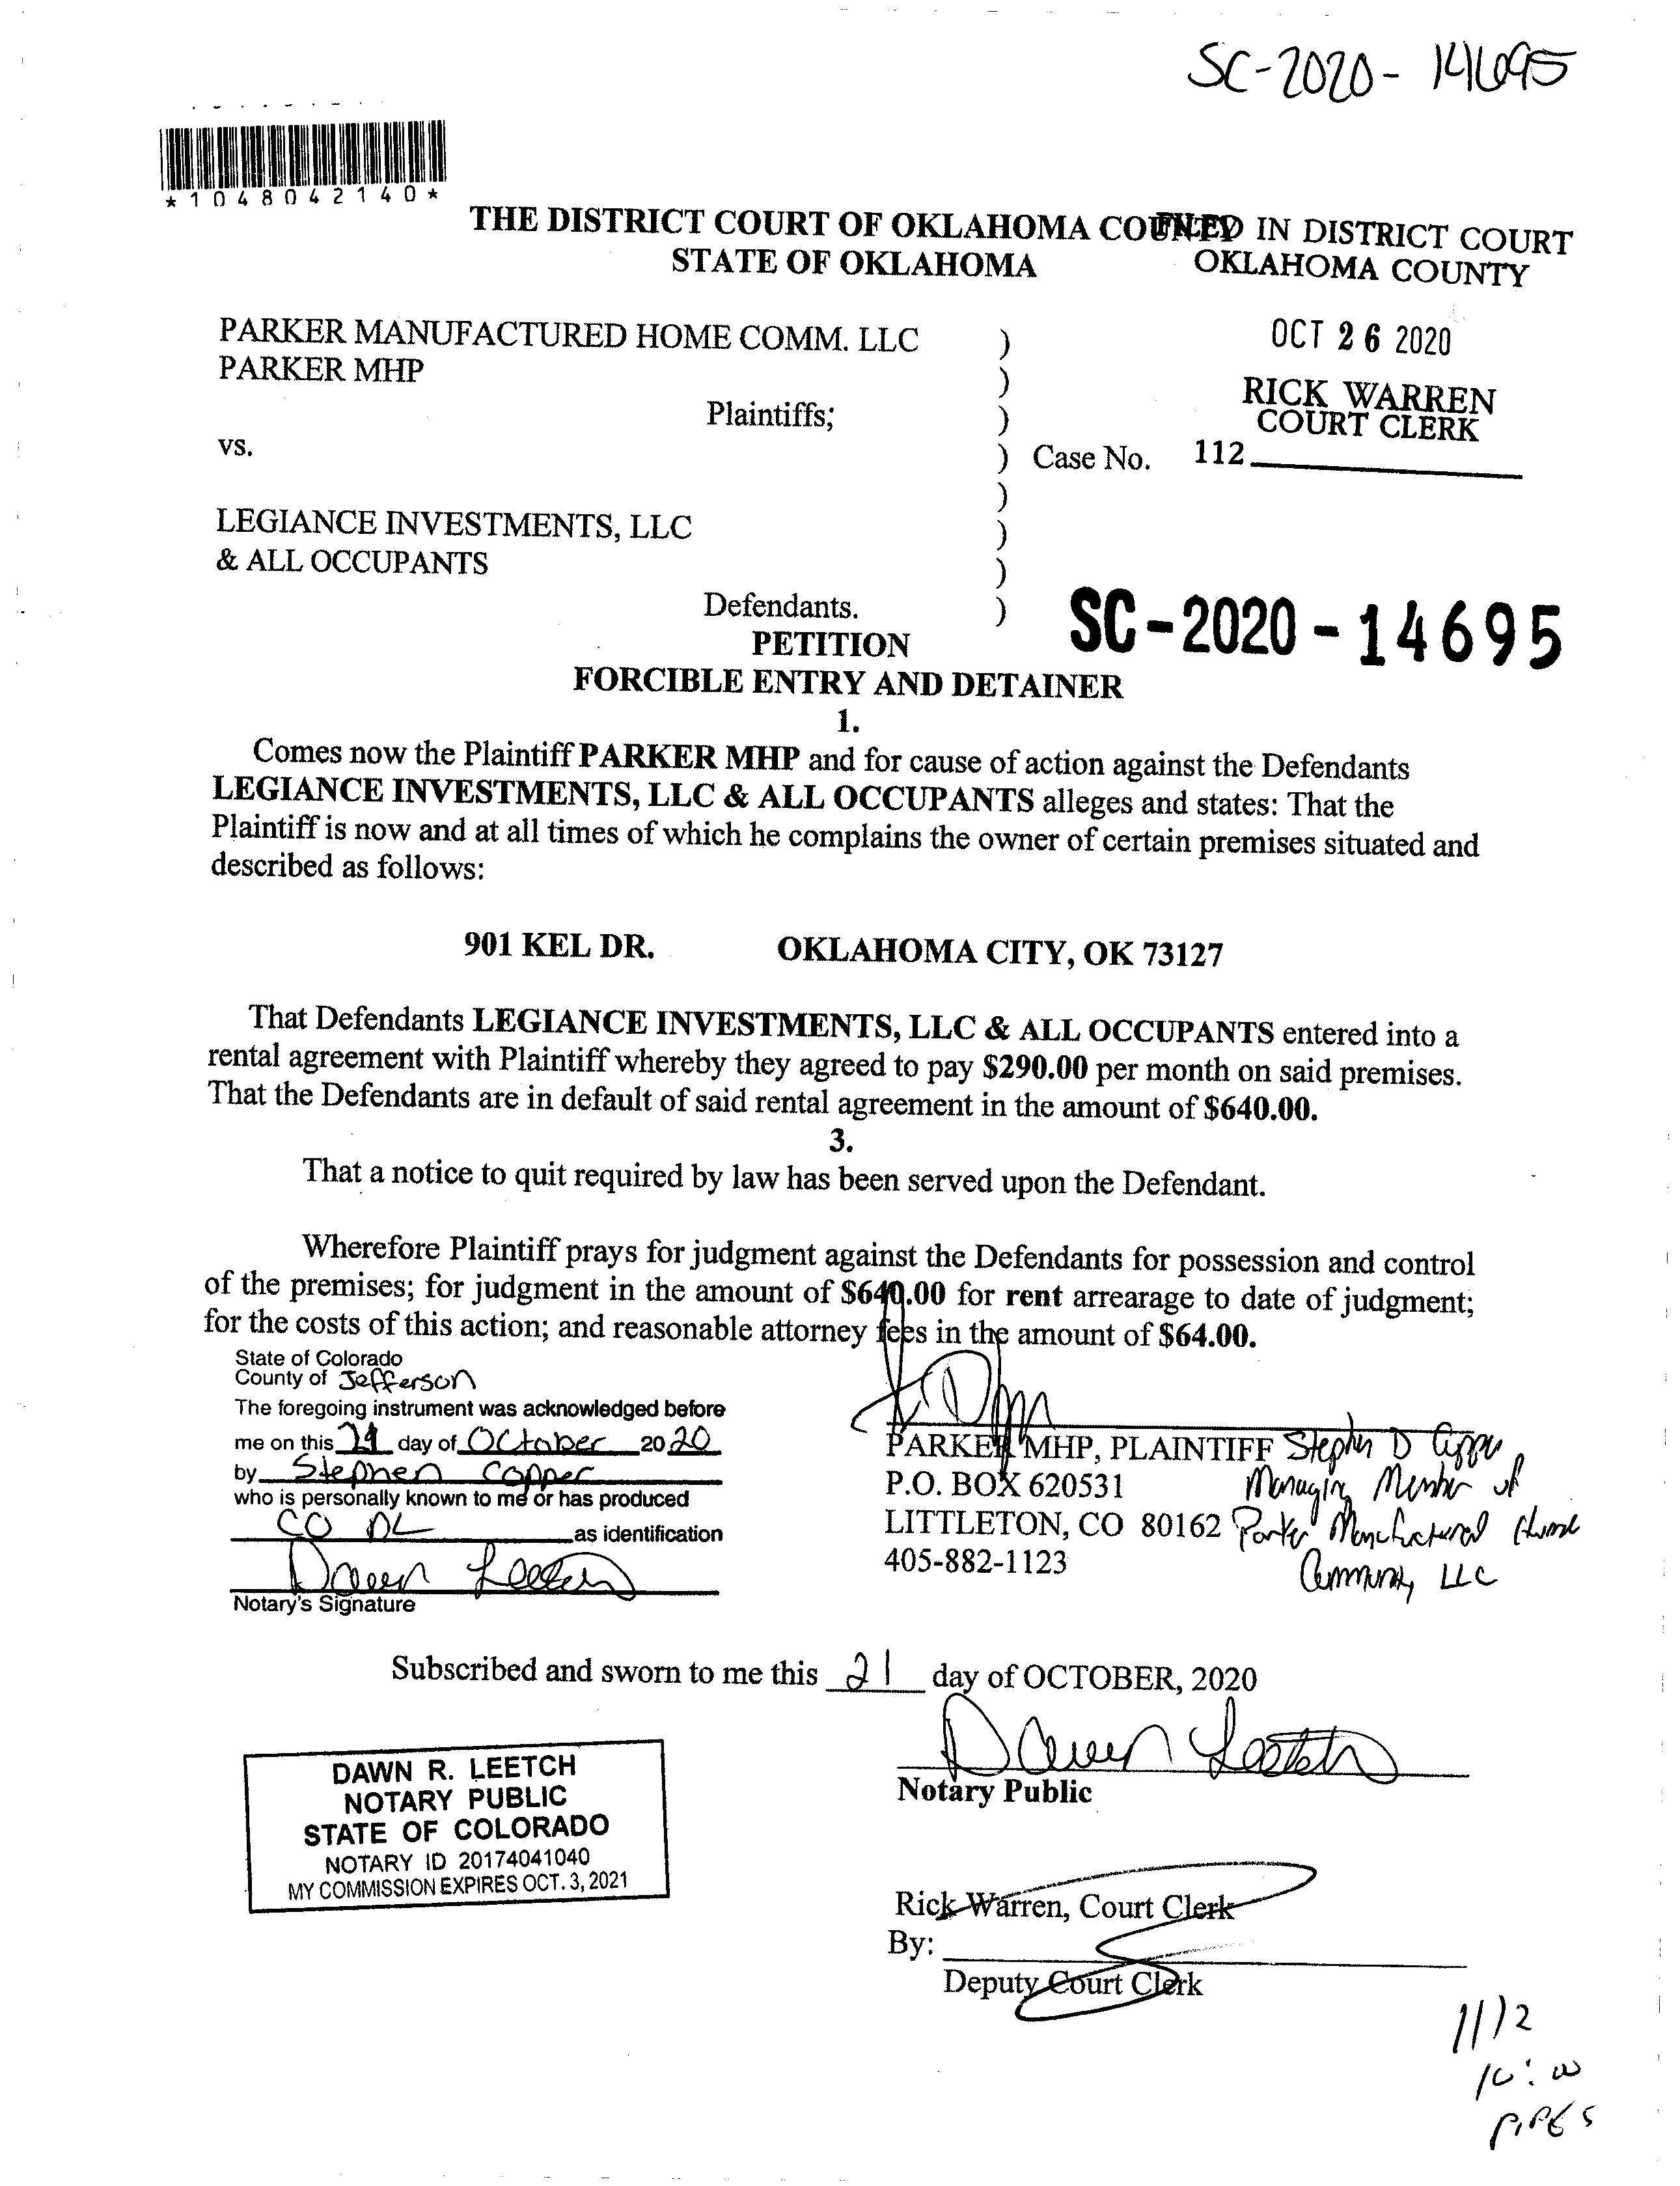 SC-2020-14695
*1048042140*
THE DISTRICT COURT OF OKLAHOMA COUNTY
STATE OF OKLAHOMA
FILED IN DISTRICT COURT
OKLAHOMA COUNTY
OCT 26 2020
RICK WARREN
COURT CLERK
112
PARKER MANUFACTURED HOME COMM. LLC )
PARKER MHP )
Plaintiffs; )
vs. ) Case No.
)
LEGIANCE INVESTMENTS, LLC )
& ALL OCCUPANTS )
Defendants. )
SC-2020-14695
PETITION
FORCIBLE ENTRY AND DETAINER
1.
Comes now the Plaintiff PARKER MHP and for cause of action against the Defendants
LEGIANCE INVESTMENTS, LLC & ALL OCCUPANTS alleges and states: That the
Plaintiff is now and at all times of which he complains the owner of certain premises situated and
described as follows:
901 KEL DR. OKLAHOMA CITY, OK 73127
That Defendants LEGIANCE INVESTMENTS, LLC & ALL OCCUPANTS entered into a
rental agreement with Plaintiff whereby they agreed to pay $290.00 per month on said premises.
That the Defendants are in default of said rental agreement in the amount of $640.00.
3.
That a notice to quit required by law has been served upon the Defendant.
Wherefore Plaintiff prays for judgment against the Defendants for possession and control
of the premises; for judgment in the amount of $640.00 for rent arrearage to date of judgment;
for the costs of this action; and reasonable attorney fees in the amount of $64.00.
State of Colorado
County of Jefferson
The foregoing instrument was acknowledged before
me on this 21 day of October 2020
by Stephen Copper
who is personally known to me or has produced
CO DL as identification
Dawn Leetch
Notary's Signature
PARKER MHP, PLAINTIFF Stephen D
P.O. BOX 620531 Managing Member of
LITTLETON, CO 80162 Parker Manufactured Home
405-882-1123 Community, LLC
Subscribed and sworn to me this 21 day of OCTOBER, 2020
Dawn Leetch
Notary Public
DAWN R. LEETCH
NOTARY PUBLIC
STATE OF COLORADO
NOTARY ID 20174041040
MY COMMISSION EXPIRES OCT. 3, 2021
Rick Warren, Court Clerk
By:
Deputy Court Clerk
11/12
10:00
PIPES